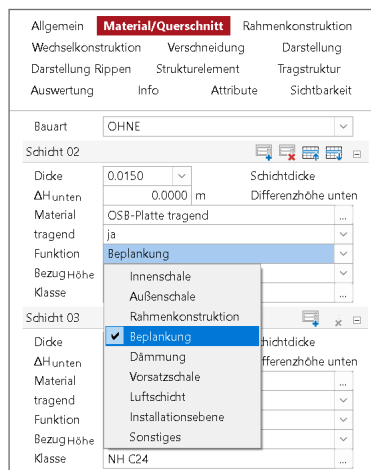 Allgemein Material/Querschnitt Rahmenkonstruktion
Wechselkonstruktion Verschneidung Darstellung
Darstellung Rippen Strukturelement Tragstruktur
Auswertung Info Attribute Sichtbarkeit
Bauart OHNE
Schicht 02
Dicke 0.0150 Schichtdicke
ΔHunten 0.0000 m Differenzhöhe unten
Material OSB-Platte tragend ...
tragend ja
Funktion Beplankung
BezugHöhe
Klasse ...
Innenschale
Außenschale
Rahmenkonstruktion
Beplankung
Dämmung
Vorsatzschale
Luftschicht
Installationsebene
Sonstiges
Schicht 03
Dicke hichtdicke
ΔHunten fferenzhöhe unten
Material ...
tragend
Funktion
BezugHöhe
Klasse NH C24 ...